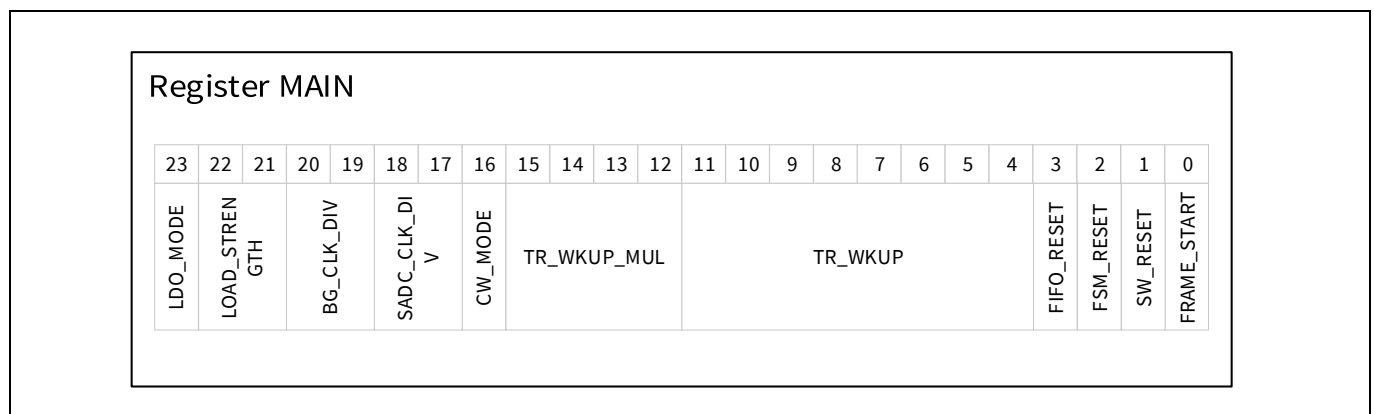 Register MAIN
23 22 21 20 19 18 17 16 15 14 13 12 11 10 9 8 7 6 5 4 3 2 1 0
LDO_MODE
LOAD_STREN
GTH
BG_CLK_DIV
SADC_CLK_DI
V
CW_MODE
TR_WKUP_MUL
TR_WKUP
FIFO_RESET
FSM_RESET
SW_RESET
FRAME_START